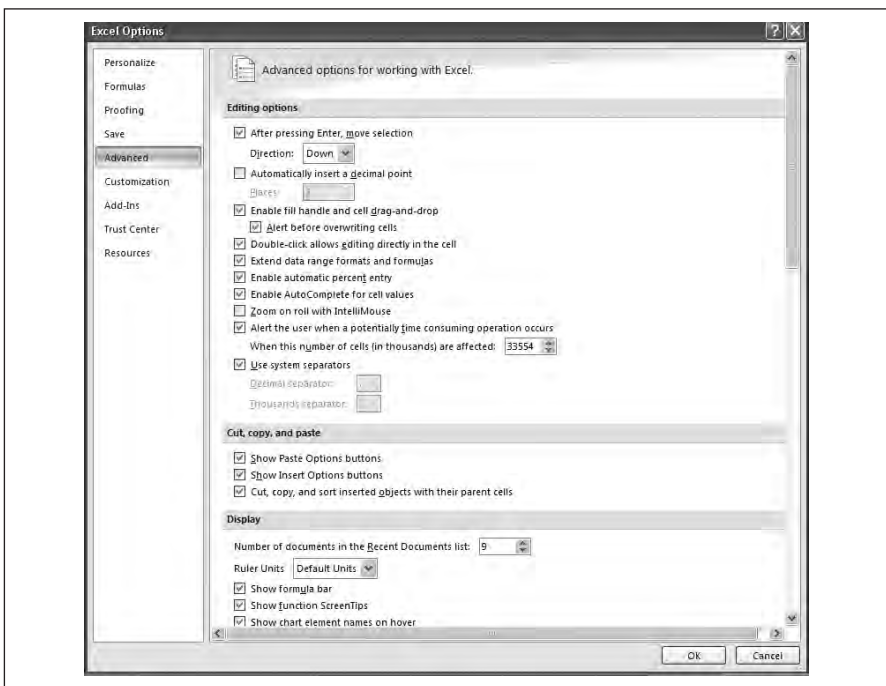 Excel Options
Personalize
Formulas
Proofing
Save
Advanced
Customization
Add-Ins
Trust Center
Resources
Advanced options for working with Excel.
Editing options
After pressing Enter, move selection
Direction: Down
Automatically insert a decimal point
Places:
Enable fill handle and cell drag-and-drop
Alert before overwriting cells
Double-click allows editing directly in the cell
Extend data range formats and formulas
Enable automatic percent entry
Enable AutoComplete for cell values
Zoom on roll with IntelliMouse
Alert the user when a potentially time consuming operation occurs
When this number of cells (in thousands) are affected: 33554
Use system separators
Decimal separator:
Thousands separator:
Cut, copy, and paste
Show Paste Options buttons
Show Insert Options buttons
Cut, copy, and sort inserted objects with their parent cells
Display
Number of documents in the Recent Documents list: 9
Ruler Units Default Units
Show formula bar
Show function ScreenTips
Show chart element names on hover
OK Cancel